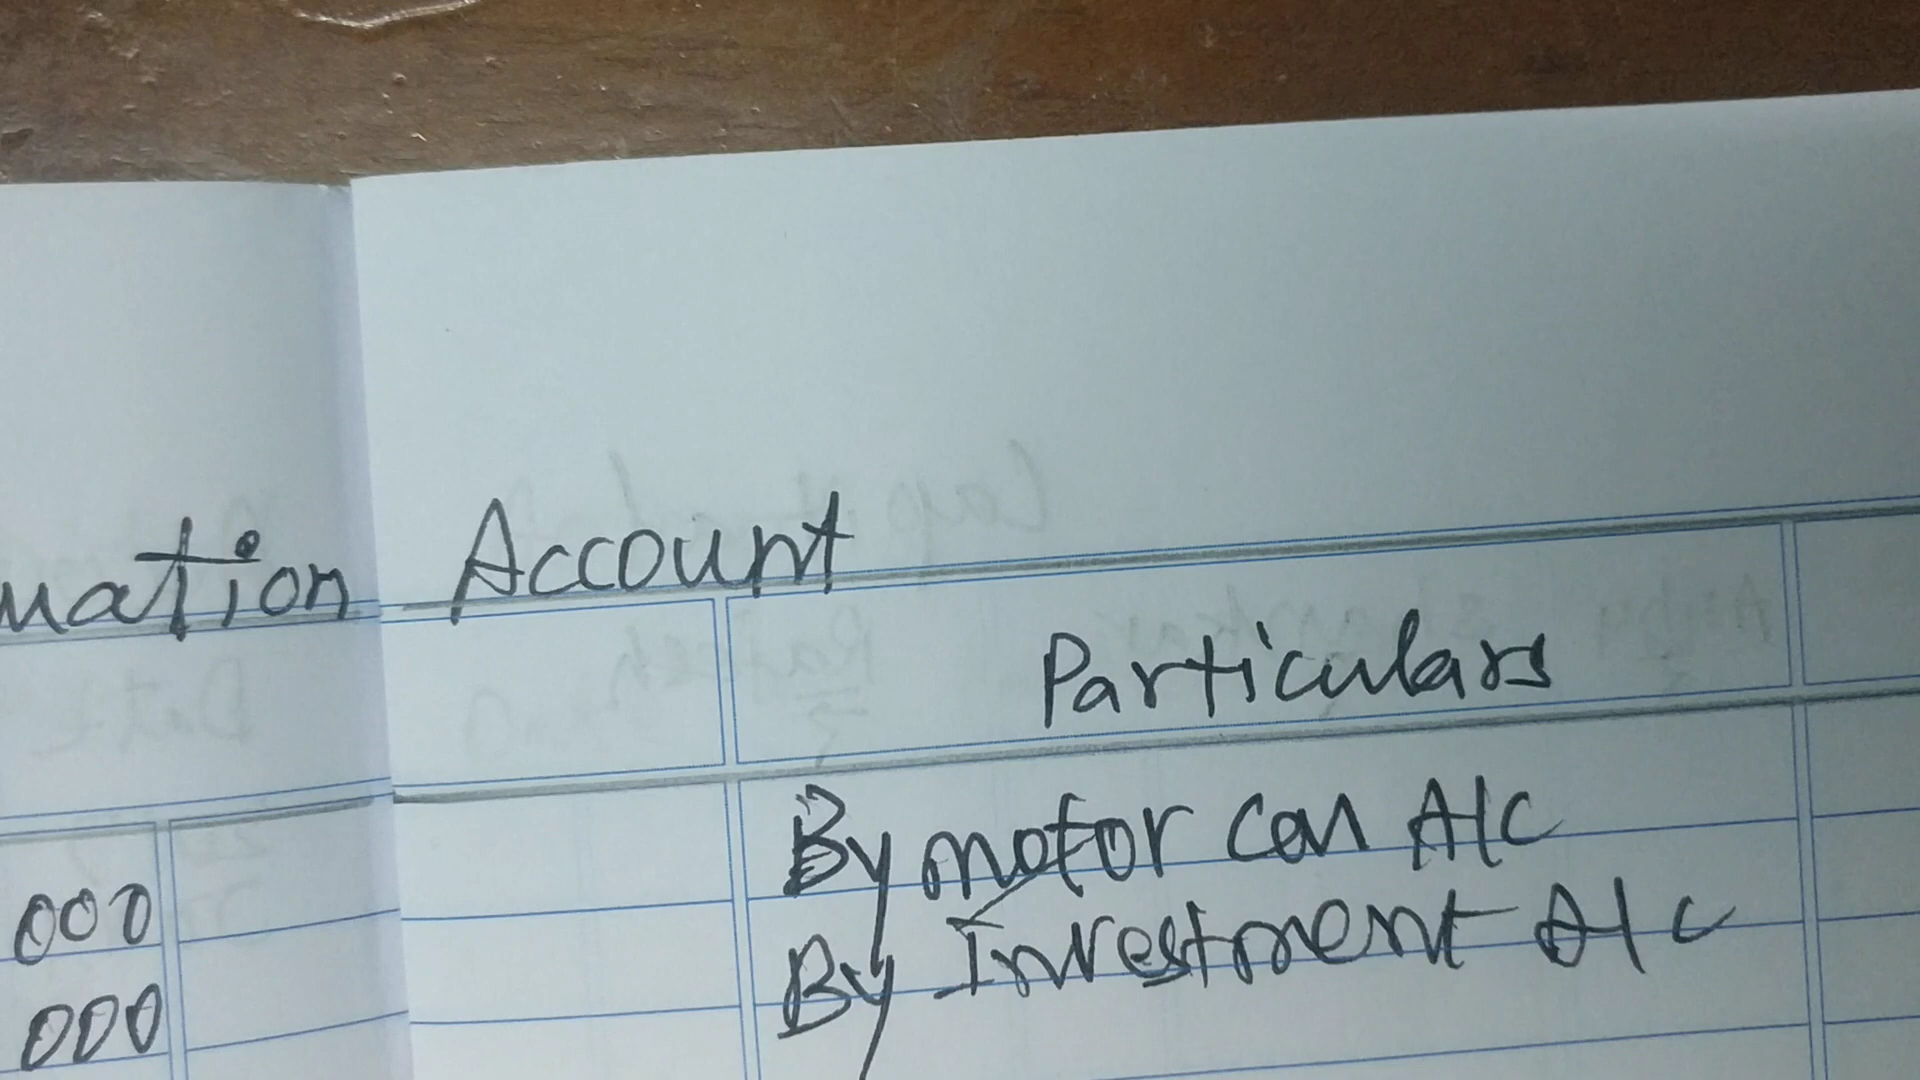 uation Account
Particulars
By motor car A/c
000
By Investment A/c
000